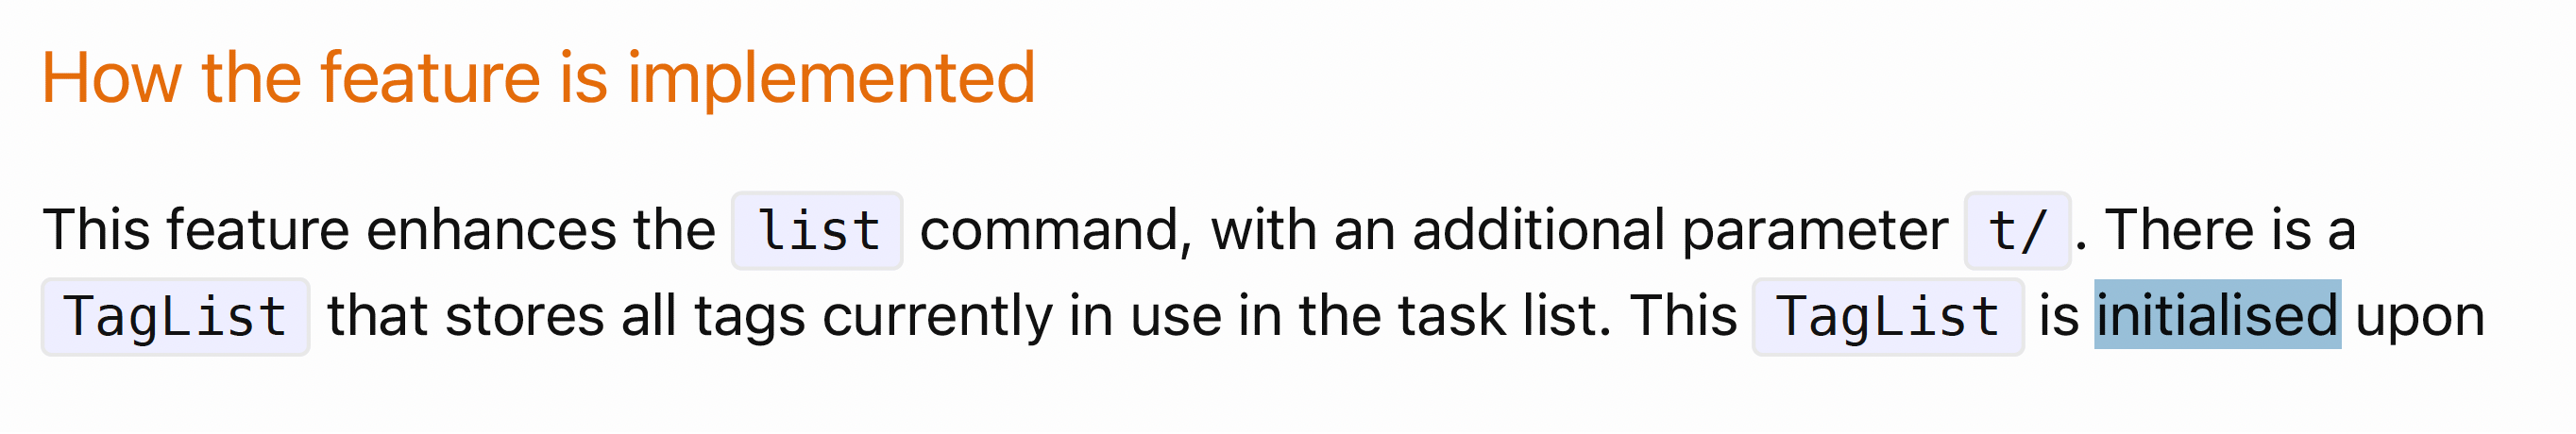 How the feature is implemented
This feature enhances the list command, with an additional parameter t/. There is a
TagList that stores all tags currently in use in the task list. This TagList is initialised upon